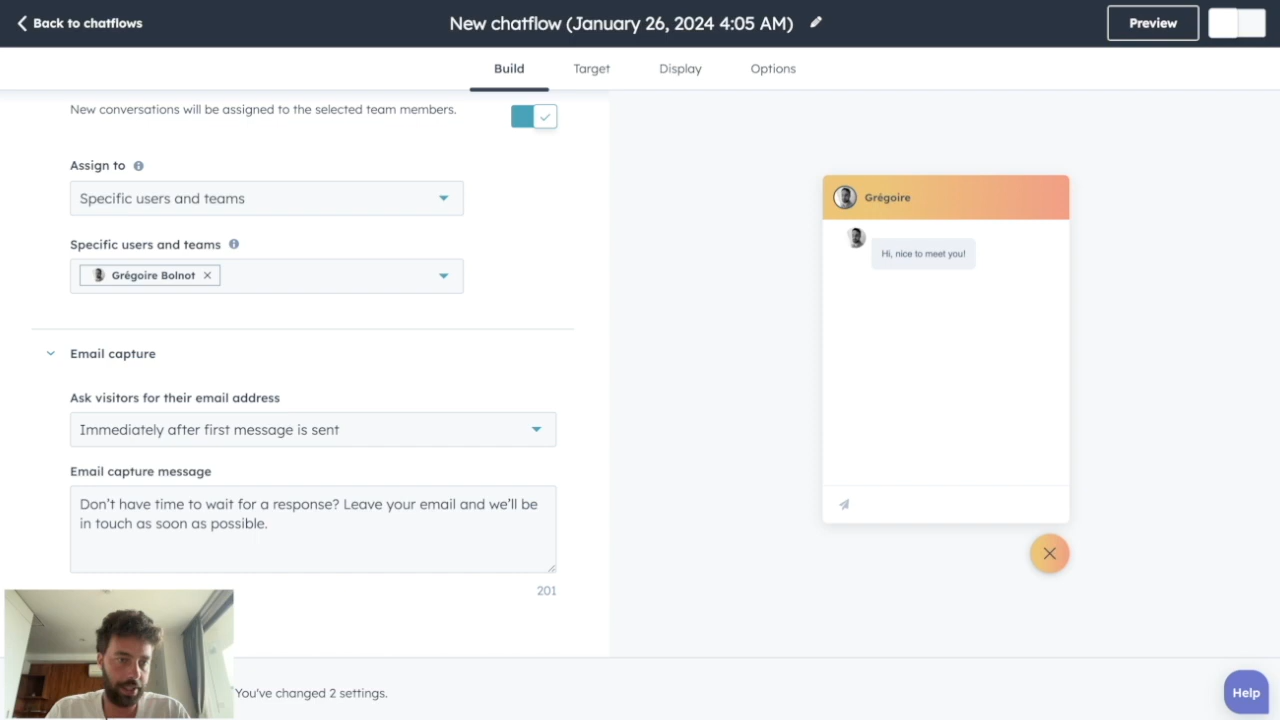 Back to chatflows
New chatflow (January 26, 2024 4:05 AM)
Preview
Build
Target
Display
Options
New conversations will be assigned to the selected team members.
Assign to
Specific users and teams
Specific users and teams
Grégoire Bolnot
Email capture
Ask visitors for their email address
Immediately after first message is sent
Email capture message
Don't have time to wait for a response? Leave your email and we'll be
in touch as soon as possible.
201
You've changed 2 settings.
Grégoire
Hi, nice to meet you!
Help